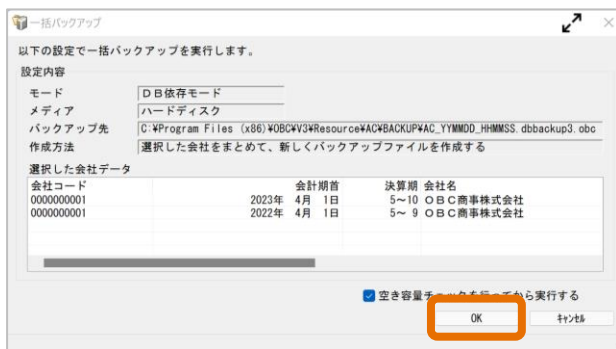 一括バックアップ
以下の設定で一括バックアップを実行します。
設定内容
モード DB依存モード
メディア ハードディスク
バックアップ先 C:¥Program Files (x86)¥OBC¥V3¥Resource¥AC¥BACKUP¥AC_YYMMDD_HHMMSS.dbbackup3.obc
作成方法 選択した会社をまとめて、新しくバックアップファイルを作成する
選択した会社データ
会社コード 会計期首 決算期 会社名
0000000001 2023年 4月 1日 5～10 OBC商事株式会社
0000000001 2022年 4月 1日 5～ 9 OBC商事株式会社
空き容量チェックを行ってから実行する
OK キャンセル